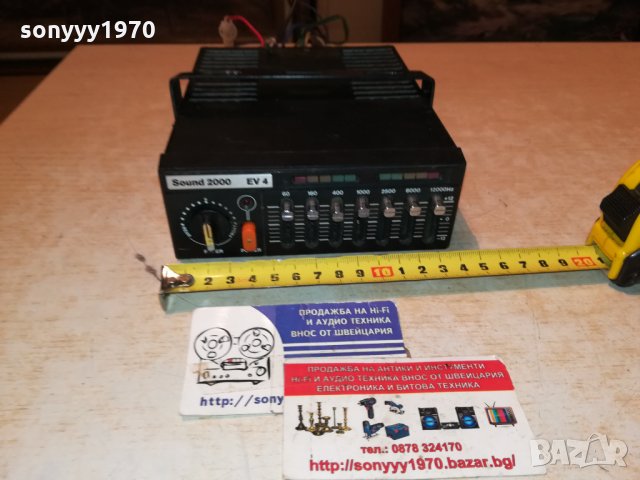 sonyyy1970
Sound 2000 EV 4
60 160 400 1000 2500 6000 12000Hz
+12
-12
POWER
2 3 4 5 6 7 8 9 10 1 2 3 4 5 6 7 8 9 20
ПРОДАЖБА НА Hi-Fi
И АУДИО ТЕХНИКА
ВНОС ОТ ШВЕЙЦАРИЯ
http://sony
ПРОДАЖБА НА АНТИКИ И ИНСТУМЕНТИ
Hi-Fi И АУДИО ТЕХНИКА ВНОС ОТ ШВЕЙЦАРИЯ
ЕЛЕКТРОНИКА И БИТОВА ТЕХНИКА
тел.: 0878 324170
http://sonyyy1970.bazar.bg/
BAZAR
bg